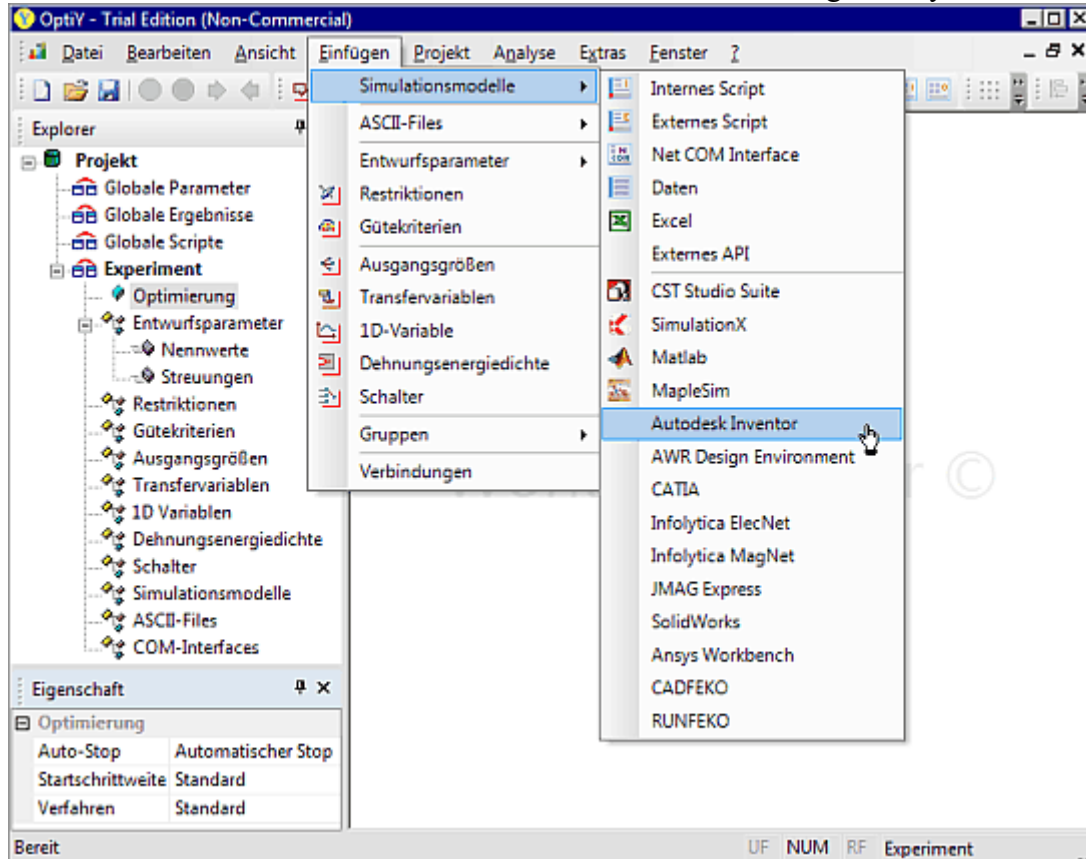 OptiY - Trial Edition (Non-Commercial)
Datei Bearbeiten Ansicht Einfügen Projekt Analyse Extras Fenster ?
Explorer
Projekt
Globale Parameter
Globale Ergebnisse
Globale Scripte
Experiment
Optimierung
Entwurfsparameter
Nennwerte
Streuungen
Restriktionen
Gütekriterien
Ausgangsgrößen
Transfervariablen
1D Variablen
Dehnungsenergiedichte
Schalter
Simulationsmodelle
ASCII-Files
COM-Interfaces
Simulationsmodelle
ASCII-Files
Entwurfsparameter
Restriktionen
Gütekriterien
Ausgangsgrößen
Transfervariablen
1D-Variable
Dehnungsenergiedichte
Schalter
Gruppen
Verbindungen
Internes Script
Externes Script
Net COM Interface
Daten
Excel
Externes API
CST Studio Suite
SimulationX
Matlab
MapleSim
Autodesk Inventor
AWR Design Environment
CATIA
Infolytica ElecNet
Infolytica MagNet
JMAG Express
SolidWorks
Ansys Workbench
CADFEKO
RUNFEKO
Eigenschaft
Optimierung
Auto-Stop Automatischer Stop
Startschrittweite Standard
Verfahren Standard
Bereit UF NUM RF Experiment